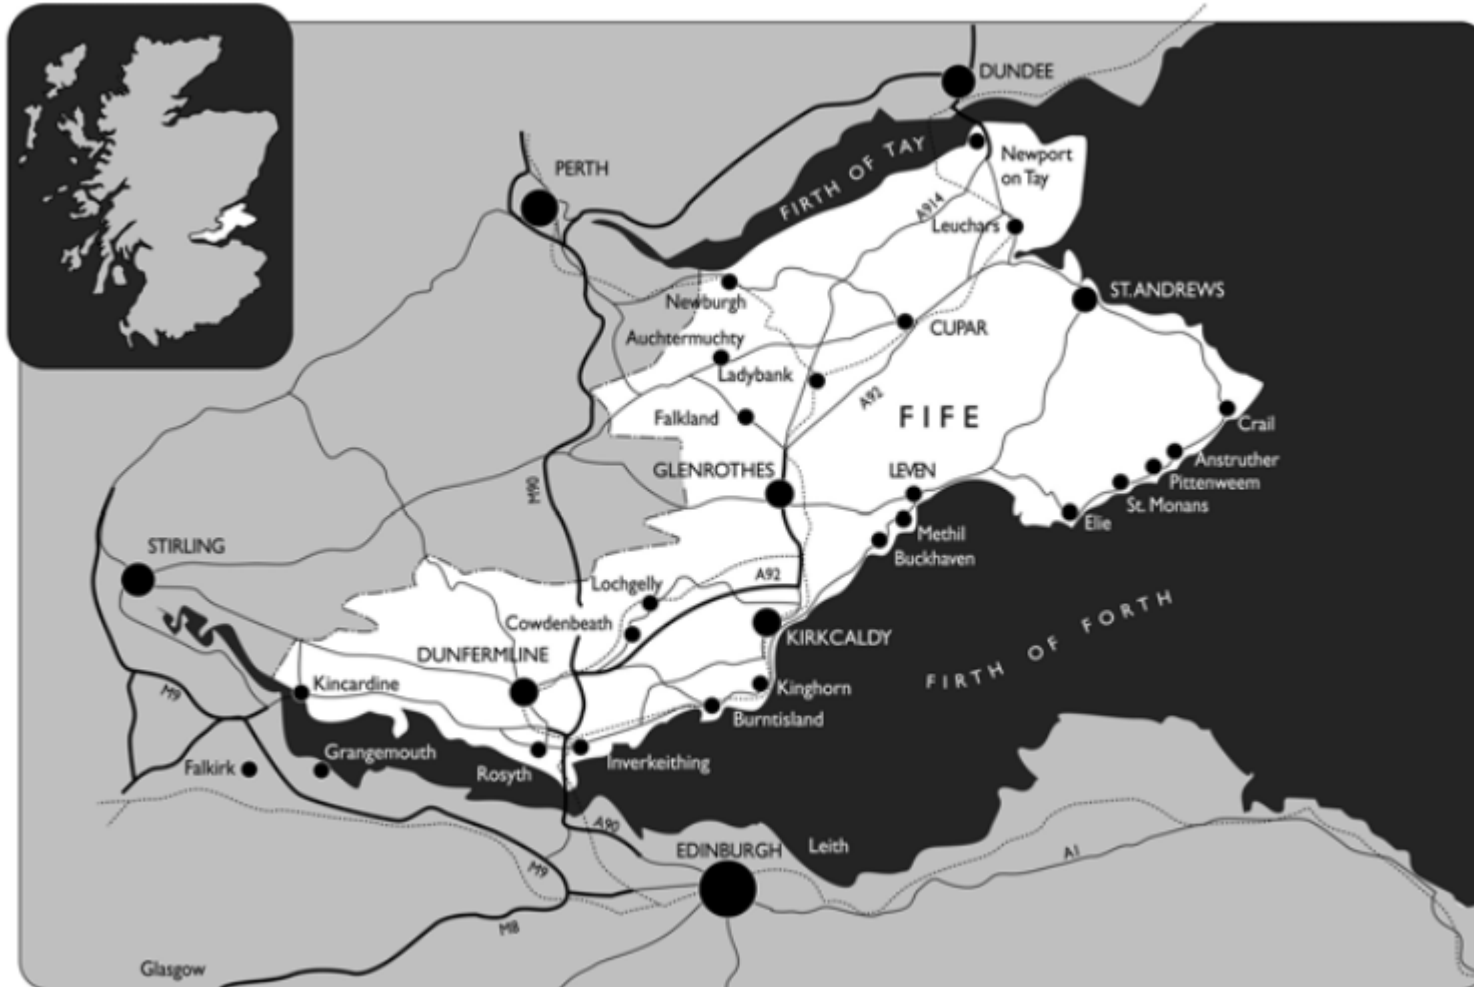 DUNDEE
FIRTH OF TAY
Newport
on Tay
PERTH
A914
Leuchars
ST.ANDREWS
Newburgh
CUPAR
Auchtermuchty
Ladybank
A92
FIFE
Falkland
Crail
Anstruther
Pittenweem
St. Monans
Elie
GLENROTHES
LEVEN
M90
Methil
Buckhaven
STIRLING
Lochgelly
A92
Cowdenbeath
KIRKCALDY
FIRTH OF FORTH
DUNFERMLINE
Kincardine
Kinghorn
M9
Burntisland
Grangemouth
Falkirk
Rosyth
Inverkeithing
A90
EDINBURGH
Leith
A1
M9
M8
Glasgow